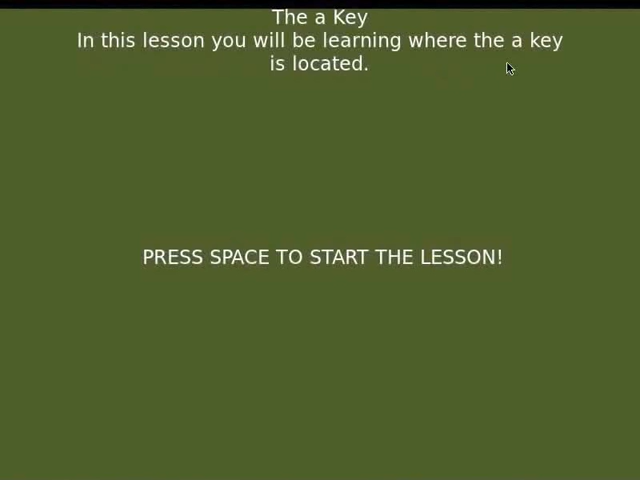 The a Key
In this lesson you will be learning where the a key
is located.
PRESS SPACE TO START THE LESSON!